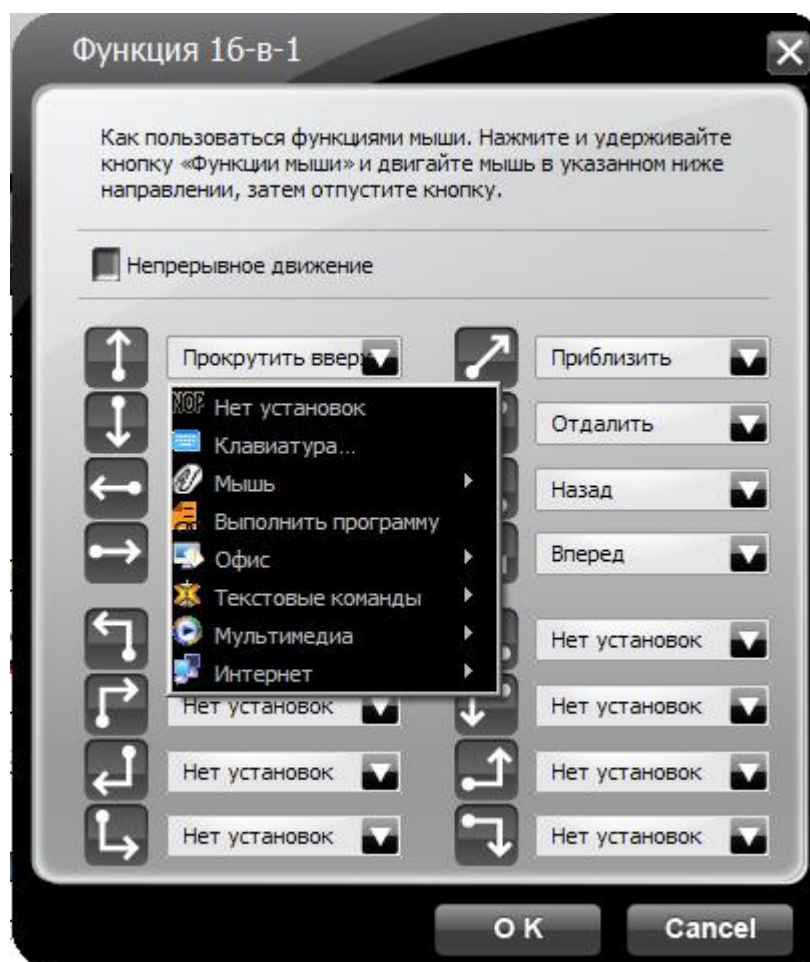 Функция 16-в-1
Как пользоваться функциями мыши. Нажмите и удерживайте
кнопку «Функции мыши» и двигайте мышь в указанном ниже
направлении, затем отпустите кнопку.
Непрерывное движение
Прокрутить вверх
Приблизить
NOP Нет установок
Отдалить
Клавиатура...
Мышь
Назад
Выполнить программу
Офис
Вперед
Текстовые команды
Мультимедиа
Нет установок
Интернет
Нет установок
Нет установок
Нет установок
Нет установок
Нет установок
Нет установок
OK
Cancel